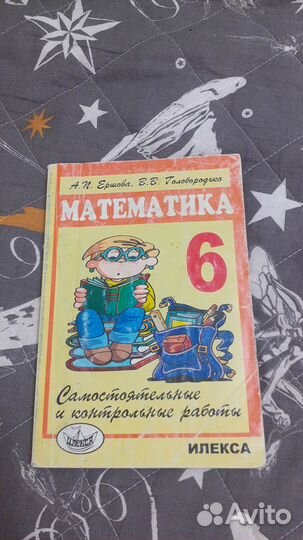 А.П. Ершова, В.В. Голобородько
МАТЕМАТИКА
6
Самостоятельные
и контрольные работы
ИЛЕКСА
ИЛЕКСА
Avito